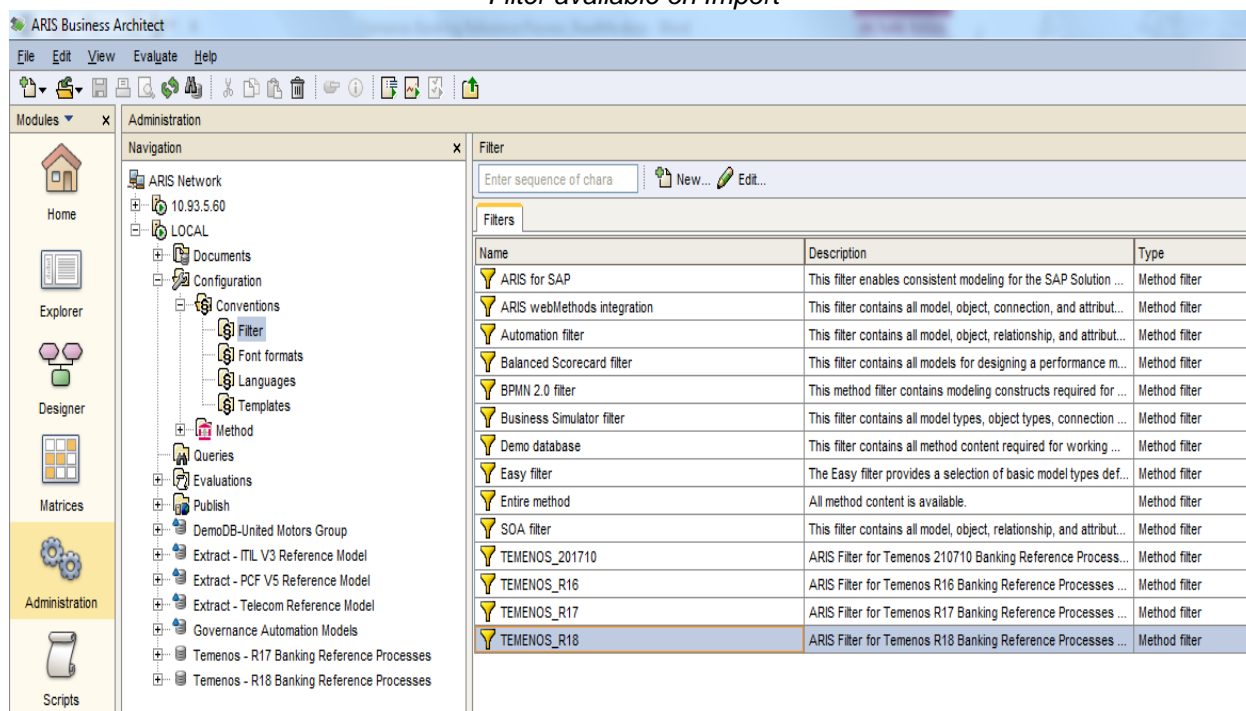 Filter available on import
ARIS Business Architect
File Edit View Evaluate Help
Modules x
Administration
Navigation x
Filter
Home
Explorer
Designer
Matrices
Administration
Scripts
ARIS Network
10.93.5.60
LOCAL
Documents
Configuration
Conventions
Filter
Font formats
Languages
Templates
Method
Queries
Evaluations
Publish
DemoDB-United Motors Group
Extract - ITIL V3 Reference Model
Extract - PCF V5 Reference Model
Extract - Telecom Reference Model
Governance Automation Models
Temenos - R17 Banking Reference Processes
Temenos - R18 Banking Reference Processes
Enter sequence of chara New... Edit...
Filters
Name Description Type
ARIS for SAP This filter enables consistent modeling for the SAP Solution ... Method filter
ARIS webMethods integration This filter contains all model, object, connection, and attribut... Method filter
Automation filter This filter contains all model, object, relationship, and attribut... Method filter
Balanced Scorecard filter This filter contains all models for designing a performance m... Method filter
BPMN 2.0 filter This method filter contains modeling constructs required for ... Method filter
Business Simulator filter This filter contains all model types, object types, connection ... Method filter
Demo database This filter contains all method content required for working ... Method filter
Easy filter The Easy filter provides a selection of basic model types def... Method filter
Entire method All method content is available. Method filter
SOA filter This filter contains all model, object, relationship, and attribut... Method filter
TEMENOS_201710 ARIS Filter for Temenos 210710 Banking Reference Process... Method filter
TEMENOS_R16 ARIS Filter for Temenos R16 Banking Reference Processes ... Method filter
TEMENOS_R17 ARIS Filter for Temenos R17 Banking Reference Processes ... Method filter
TEMENOS_R18 ARIS Filter for Temenos R18 Banking Reference Processes ... Method filter